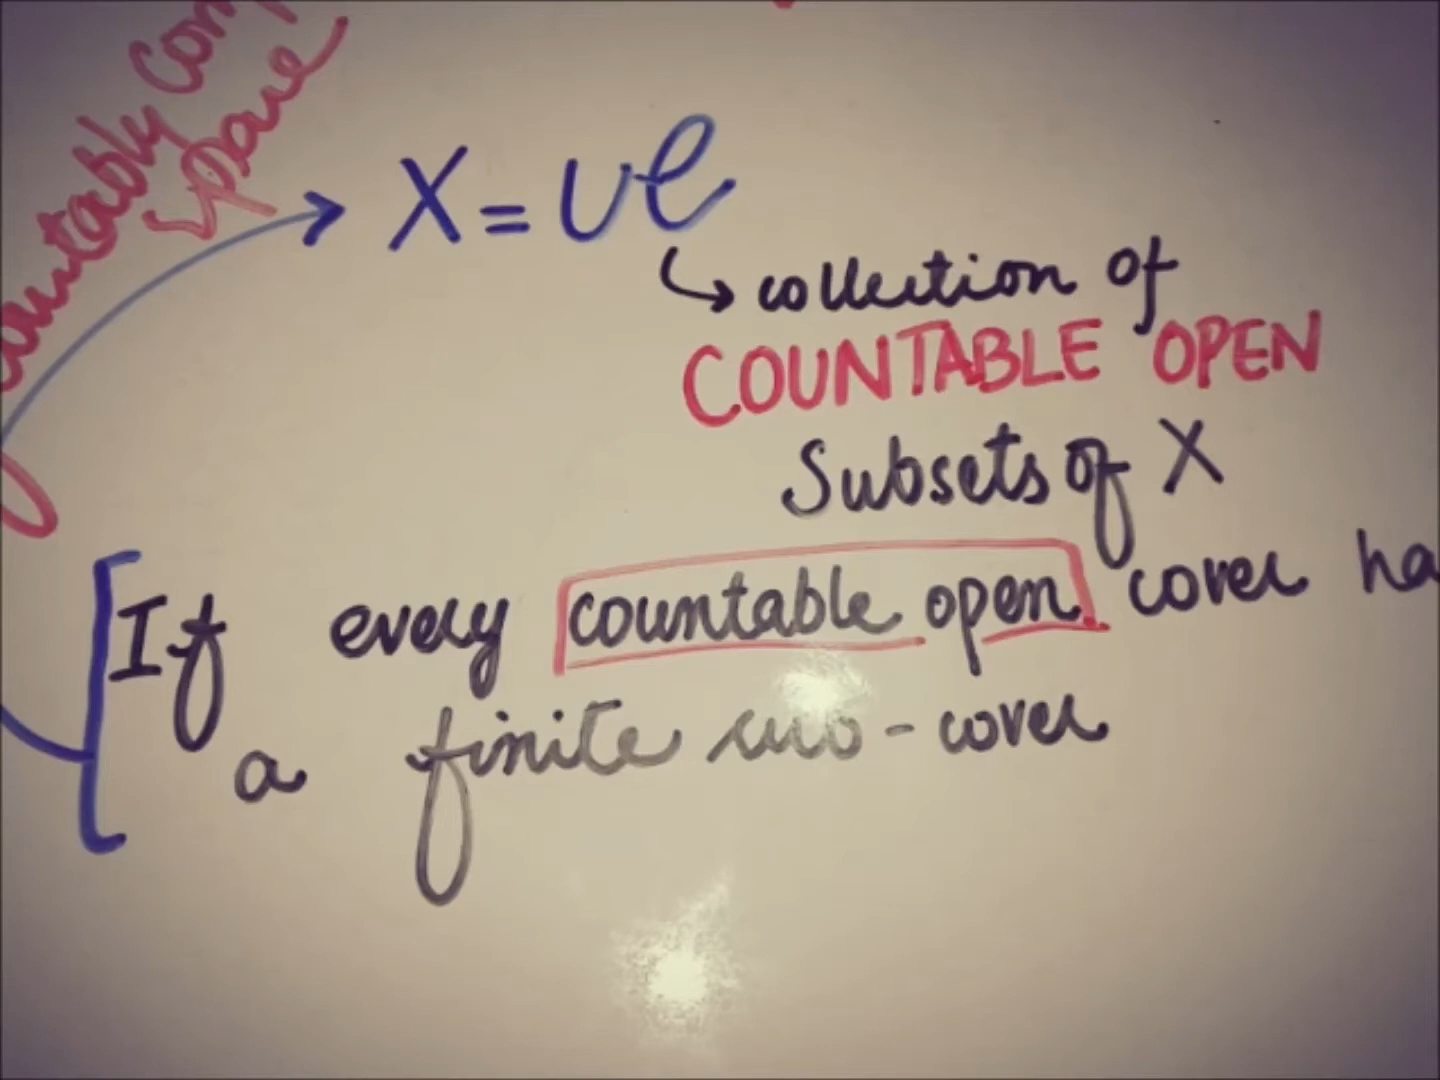 countably Com
space
X = ∪𝒞
↳ collection of
COUNTABLE OPEN
Subsets of X
If every countable open cover ha
a finite sub-cover